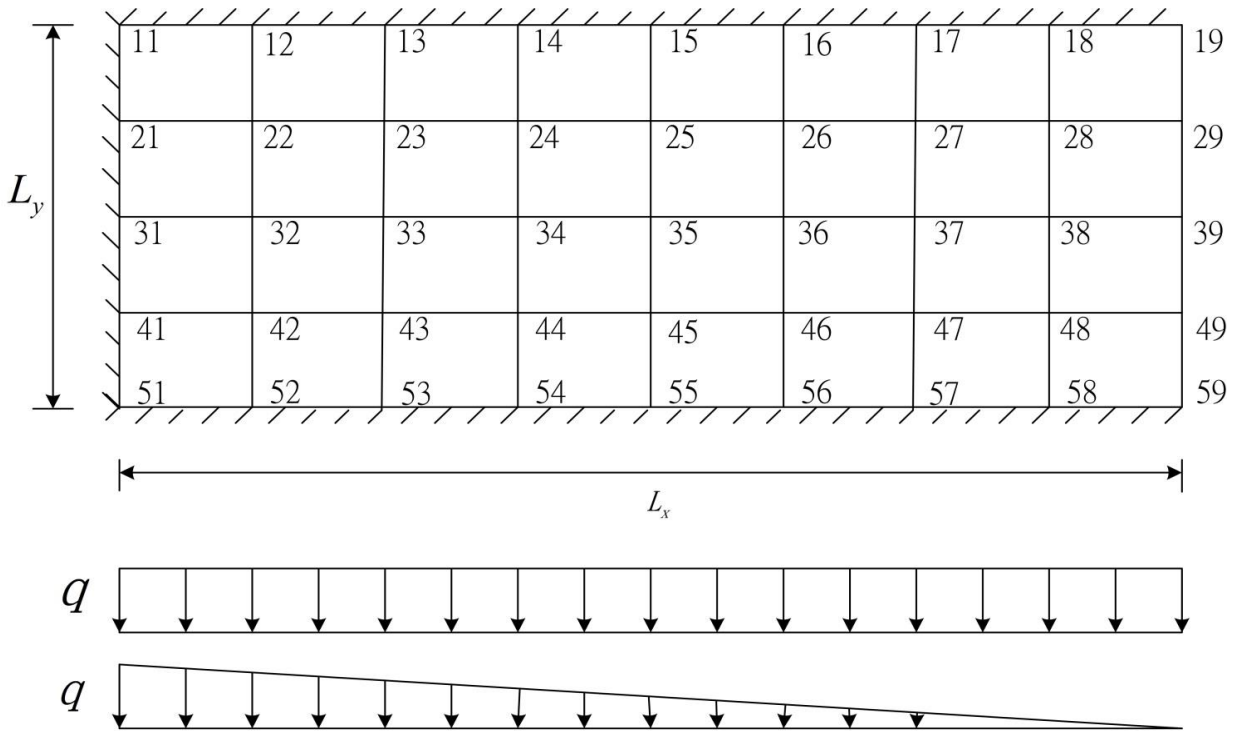 11 12 13 14 15 16 17 18 19
21 22 23 24 25 26 27 28 29
L_y
31 32 33 34 35 36 37 38 39
41 42 43 44 45 46 47 48 49
51 52 53 54 55 56 57 58 59
L_x
q
q